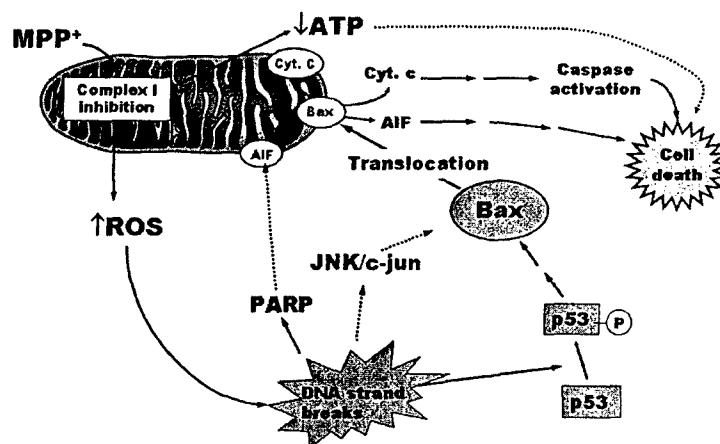 MPP+
↓ATP
Cyt. C
Complex I
inhibition
Bax
AIF
Cyt. c
Caspase
activation
AIF
Cell
death
Translocation
Bax
↑ROS
JNK/c-jun
PARP
p53
P
DNA strand
breaks
p53